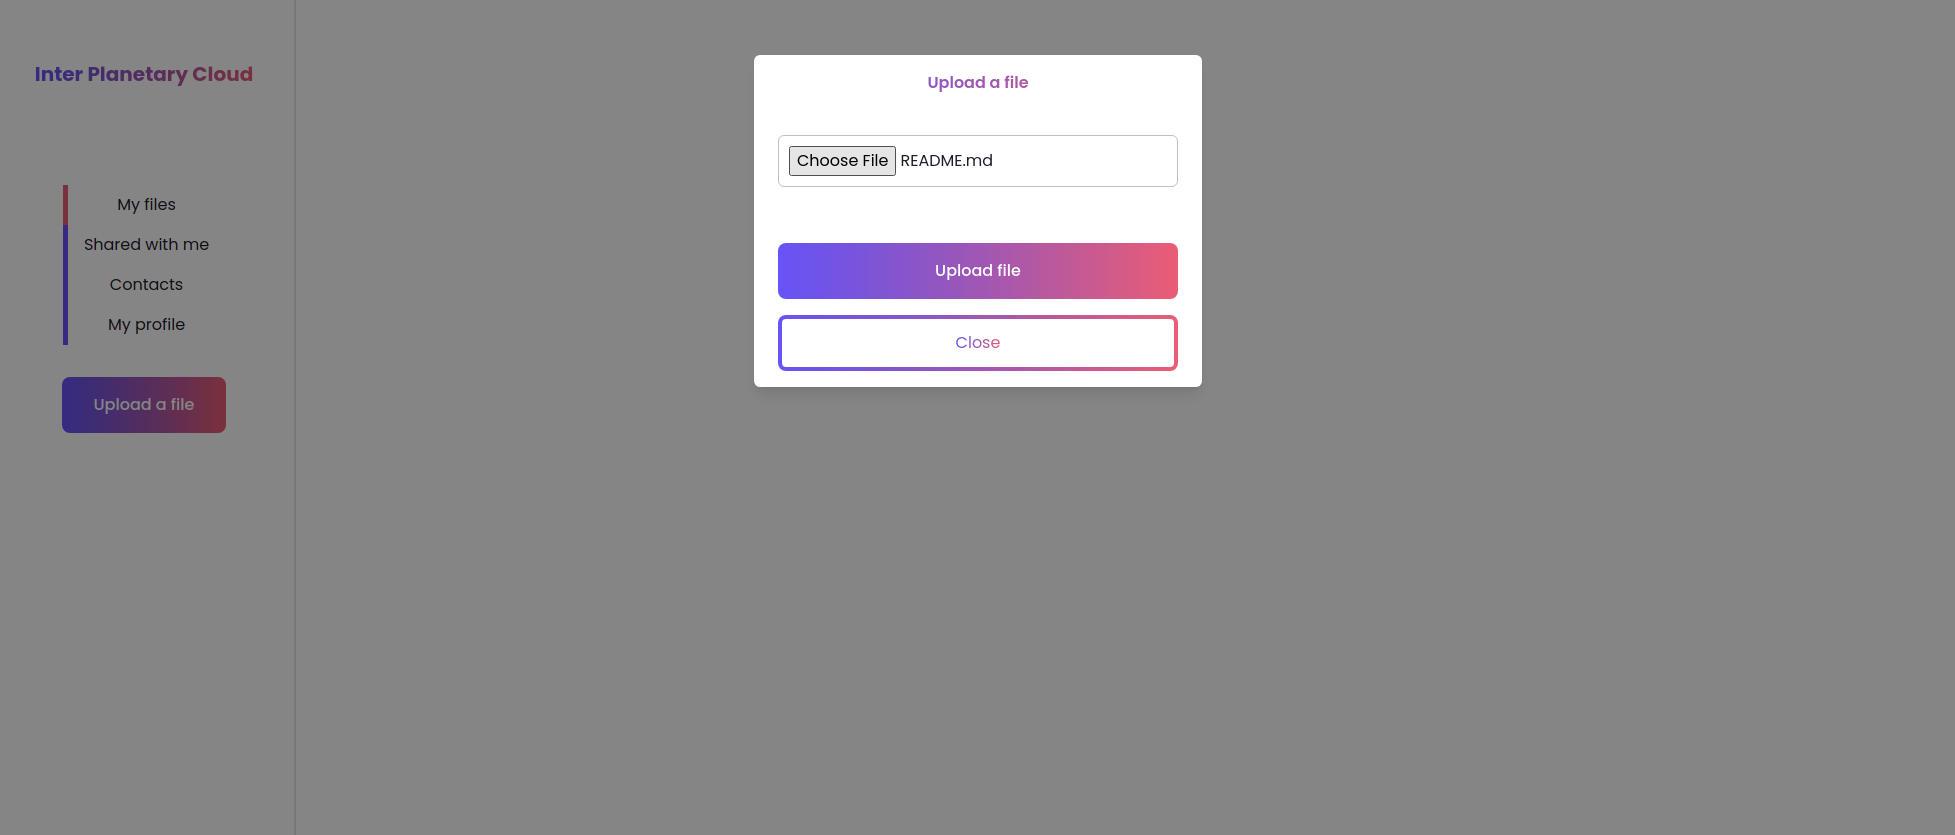 Inter Planetary Cloud
My files
Shared with me
Contacts
My profile
Upload a file
Upload a file
Choose File README.md
Upload file
Close